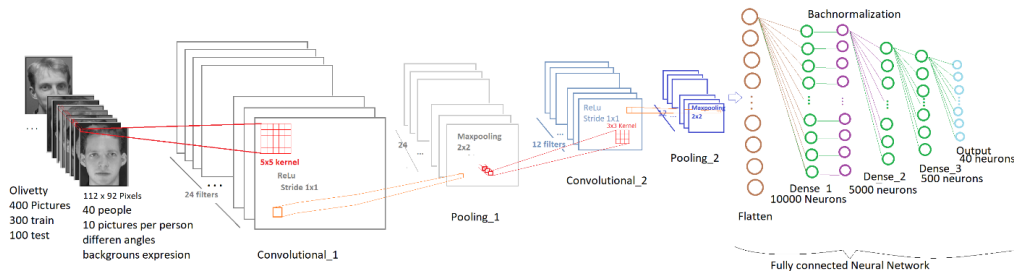 ...
Olivetty
400 Pictures
300 train
100 test
112 x 92 Pixels
40 people
10 pictures per person
differen angles
backgrouns expresion
...
24 filters
5x5 kernel
ReLu
Stride 1x1
Convolutional_1
24
...
Maxpooling
2x2
Pooling_1
...
12 filters
ReLu
Stride 1x1
3x3 Kernel
Convolutional_2
12
...
Maxpooling
2x2
Pooling_2
Flatten
Bachnormalization
Dense_1
10000 Neurons
Dense_2
5000 neurons
Dense_3
500 neurons
Output
40 neurons
Fully connected Neural Network